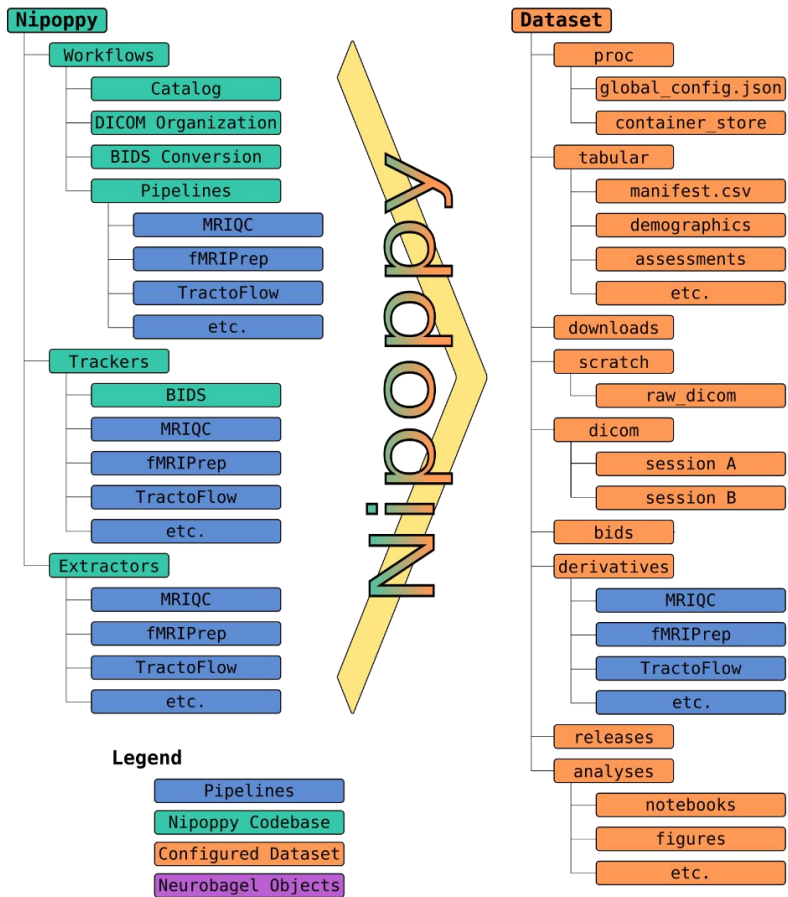 Nipoppy
Workflows
Catalog
DICOM Organization
BIDS Conversion
Pipelines
MRIQC
fMRIPrep
TractoFlow
etc.
Trackers
BIDS
MRIQC
fMRIPrep
TractoFlow
etc.
Extractors
MRIQC
fMRIPrep
TractoFlow
etc.
Nipoppy
Dataset
proc
global_config.json
container_store
tabular
manifest.csv
demographics
assessments
etc.
downloads
scratch
raw_dicom
dicom
session A
session B
bids
derivatives
MRIQC
fMRIPrep
TractoFlow
etc.
releases
analyses
notebooks
figures
etc.
Legend
Pipelines
Nipoppy Codebase
Configured Dataset
Neurobagel Objects